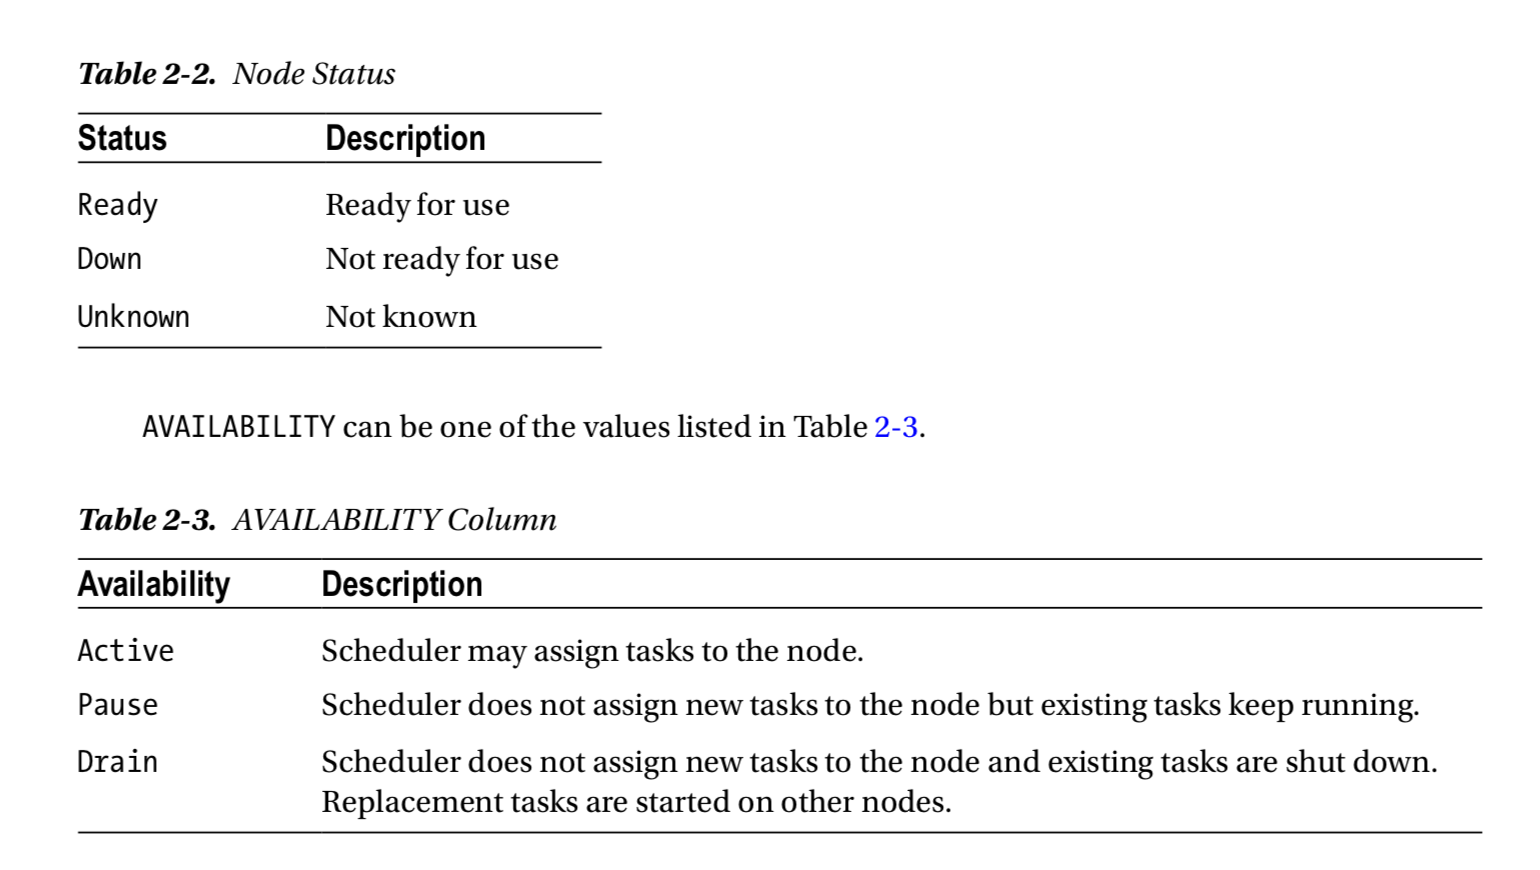 Table 2-2. Node Status
Status Description
Ready Ready for use
Down Not ready for use
Unknown Not known
AVAILABILITY can be one of the values listed in Table 2-3.
Table 2-3. AVAILABILITY Column
Availability Description
Active Scheduler may assign tasks to the node.
Pause Scheduler does not assign new tasks to the node but existing tasks keep running.
Drain Scheduler does not assign new tasks to the node and existing tasks are shut down.
Replacement tasks are started on other nodes.